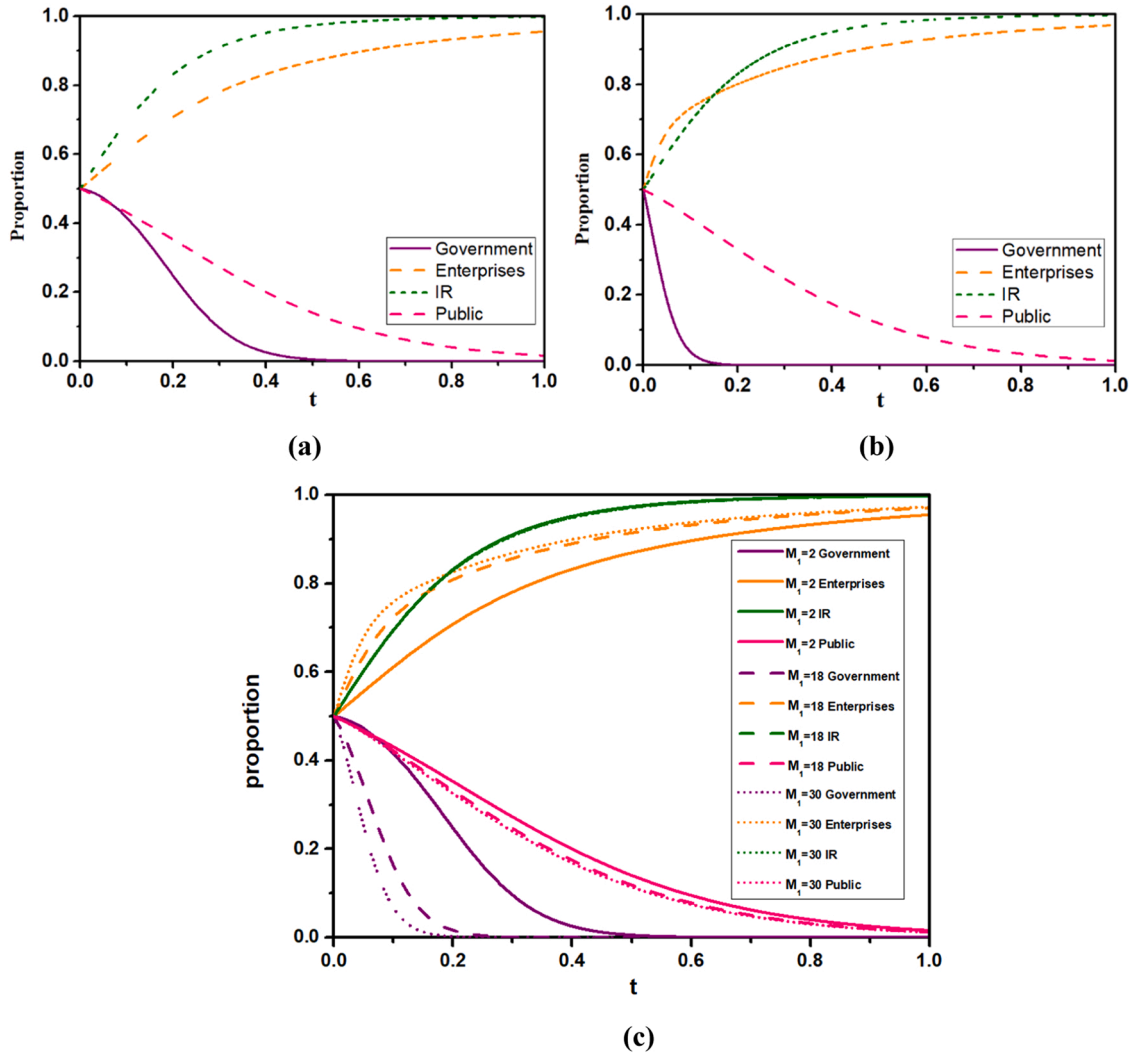 1.0
0.8
0.6
0.4
0.2
0.0
Proportion
Government
Enterprises
IR
Public
0.0 0.2 0.4 0.6 0.8 1.0
t
(a)
1.0
0.8
0.6
0.4
0.2
0.0
Proportion
Government
Enterprises
IR
Public
0.0 0.2 0.4 0.6 0.8 1.0
t
(b)
1.0
0.8
0.6
0.4
0.2
0.0
proportion
M₁=2 Government
M₁=2 Enterprises
M₁=2 IR
M₁=2 Public
M₁=18 Government
M₁=18 Enterprises
M₁=18 IR
M₁=18 Public
M₁=30 Government
M₁=30 Enterprises
M₁=30 IR
M₁=30 Public
0.0 0.2 0.4 0.6 0.8 1.0
t
(c)